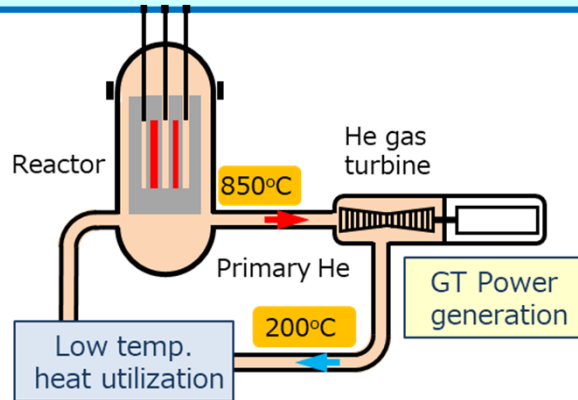 Reactor
850°C
He gas
turbine
Primary He
200°C
GT Power
generation
Low temp.
heat utilization